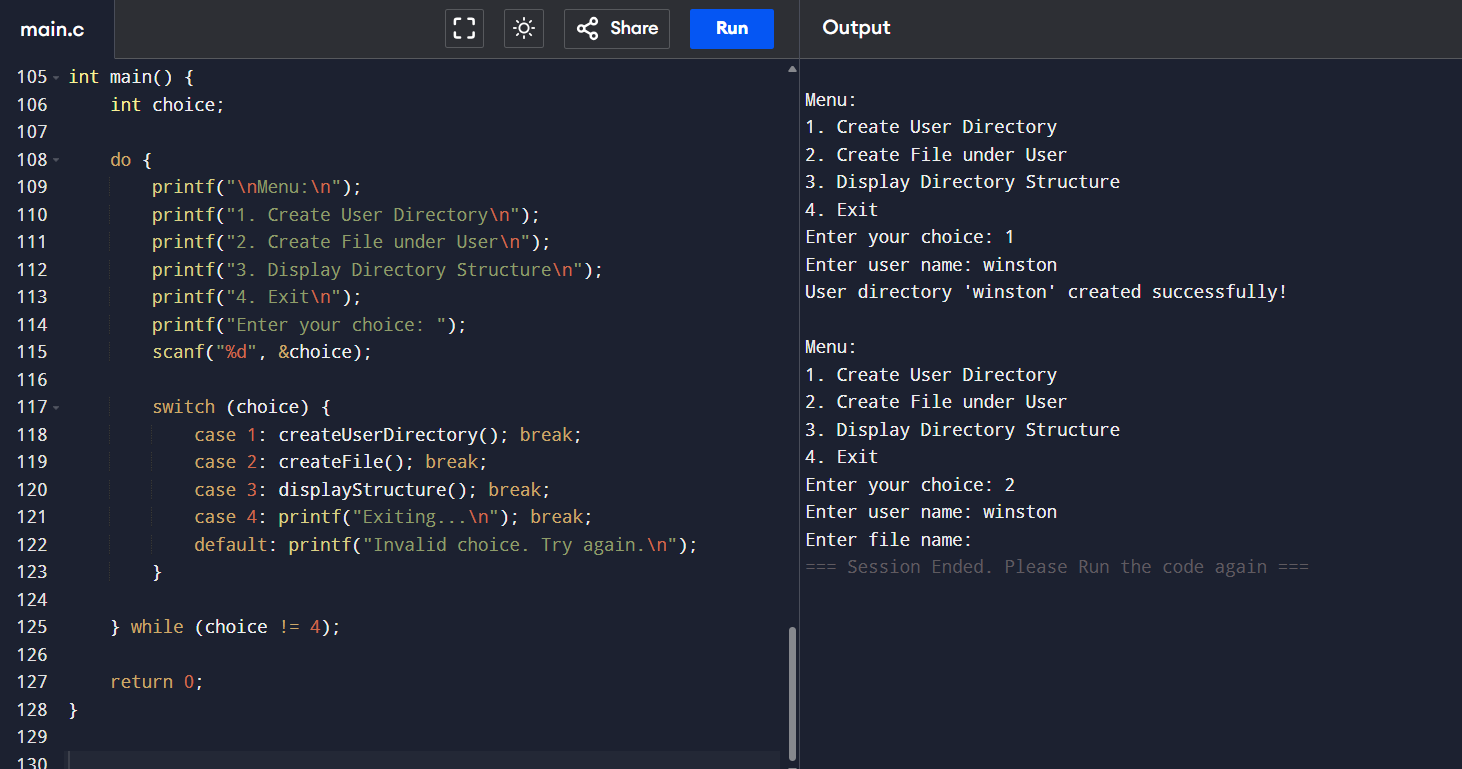 main.c
Share
Run
Output
105 int main() {
106     int choice;
107
108     do {
109         printf("\nMenu:\n");
110         printf("1. Create User Directory\n");
111         printf("2. Create File under User\n");
112         printf("3. Display Directory Structure\n");
113         printf("4. Exit\n");
114         printf("Enter your choice: ");
115         scanf("%d", &choice);
116
117         switch (choice) {
118             case 1: createUserDirectory(); break;
119             case 2: createFile(); break;
120             case 3: displayStructure(); break;
121             case 4: printf("Exiting...\n"); break;
122             default: printf("Invalid choice. Try again.\n");
123         }
124
125     } while (choice != 4);
126
127     return 0;
128 }
129
130
Menu:
1. Create User Directory
2. Create File under User
3. Display Directory Structure
4. Exit
Enter your choice: 1
Enter user name: winston
User directory 'winston' created successfully!
Menu:
1. Create User Directory
2. Create File under User
3. Display Directory Structure
4. Exit
Enter your choice: 2
Enter user name: winston
Enter file name:
=== Session Ended. Please Run the code again ===